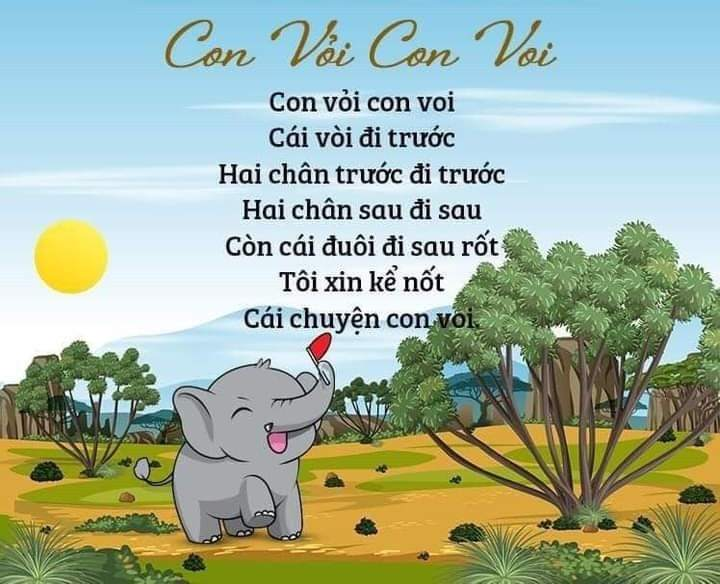 Con Vỏi Con Voi
Con vỏi con voi
Cái vòi đi trước
Hai chân trước đi trước
Hai chân sau đi sau
Còn cái đuôi đi sau rốt
Tôi xin kể nốt
Cái chuyện con voi.